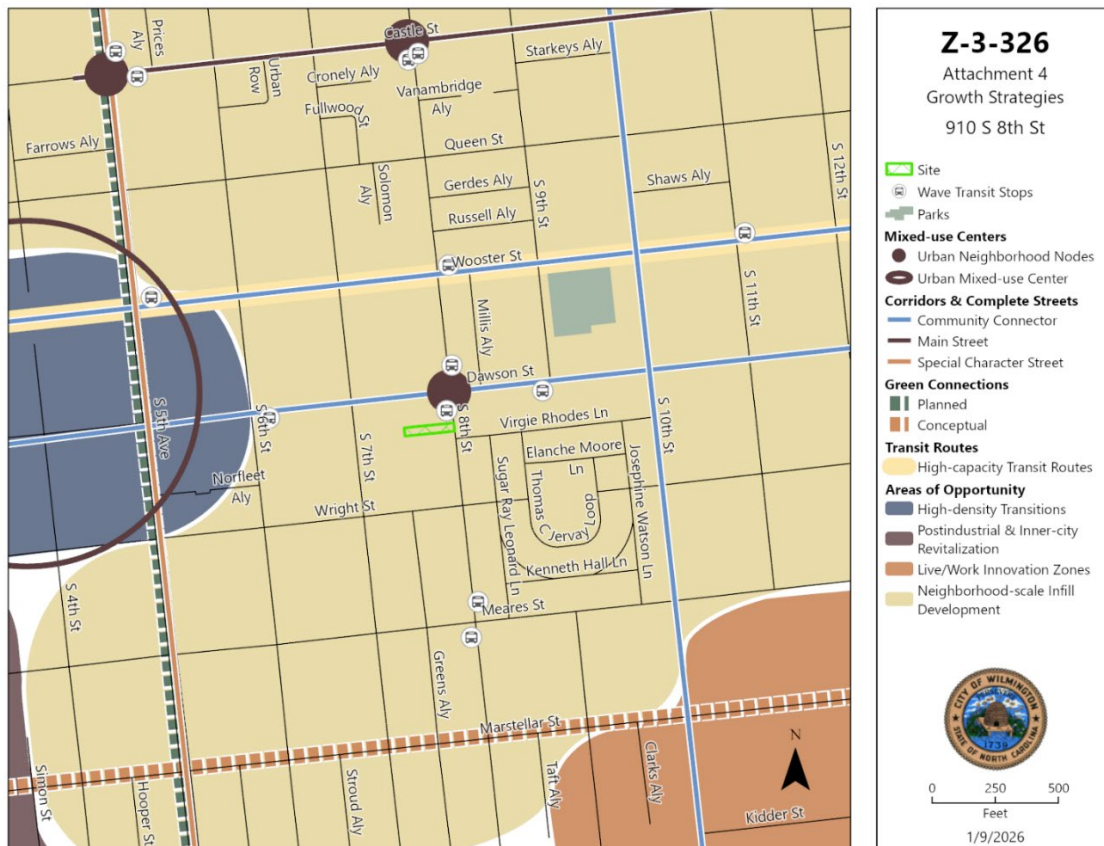 Prices
Aly
Castle St
Starkeys Aly
Urban
Row
Cronely Aly
Fullwood
St
Vanambridge
Aly
Farrows Aly
Queen St
Solomon
Aly
Gerdes Aly
S 9th St
Shaws Aly
S 12th St
Russell Aly
Wooster St
Millis Aly
S 11th St
Dawson St
S 5th Ave
S 6th St
S 7th St
S 8th St
Virgie Rhodes Ln
S 10th St
Elanche Moore
Ln
Norfleet
Aly
Wright St
Sugar Ray Leonard Ln
Thomas C
Jervay
Loop
Josephine Watson Ln
Kenneth Hall Ln
S 4th St
Meares St
Greens Aly
Marstellar St
Simon St
Hooper St
Stroud Aly
Taft Aly
Clarks Aly
Kidder St
N
Z-3-326
Attachment 4
Growth Strategies
910 S 8th St
Site
Wave Transit Stops
Parks
Mixed-use Centers
Urban Neighborhood Nodes
Urban Mixed-use Center
Corridors & Complete Streets
Community Connector
Main Street
Special Character Street
Green Connections
Planned
Conceptual
Transit Routes
High-capacity Transit Routes
Areas of Opportunity
High-density Transitions
Postindustrial & Inner-city
Revitalization
Live/Work Innovation Zones
Neighborhood-scale Infill
Development
CITY OF WILMINGTON
STATE OF NORTH CAROLINA
1739
0 250 500
Feet
1/9/2026